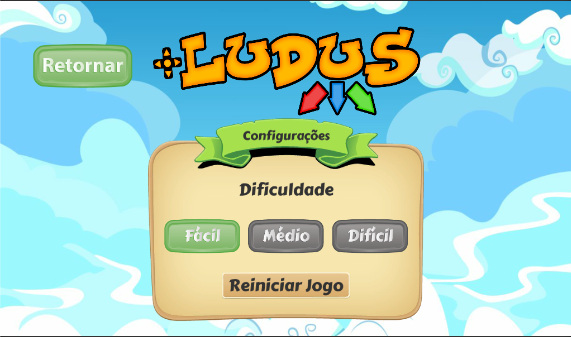 Retornar
LUDUS
Configurações
Dificuldade
Fácil
Médio
Difícil
Reiniciar Jogo